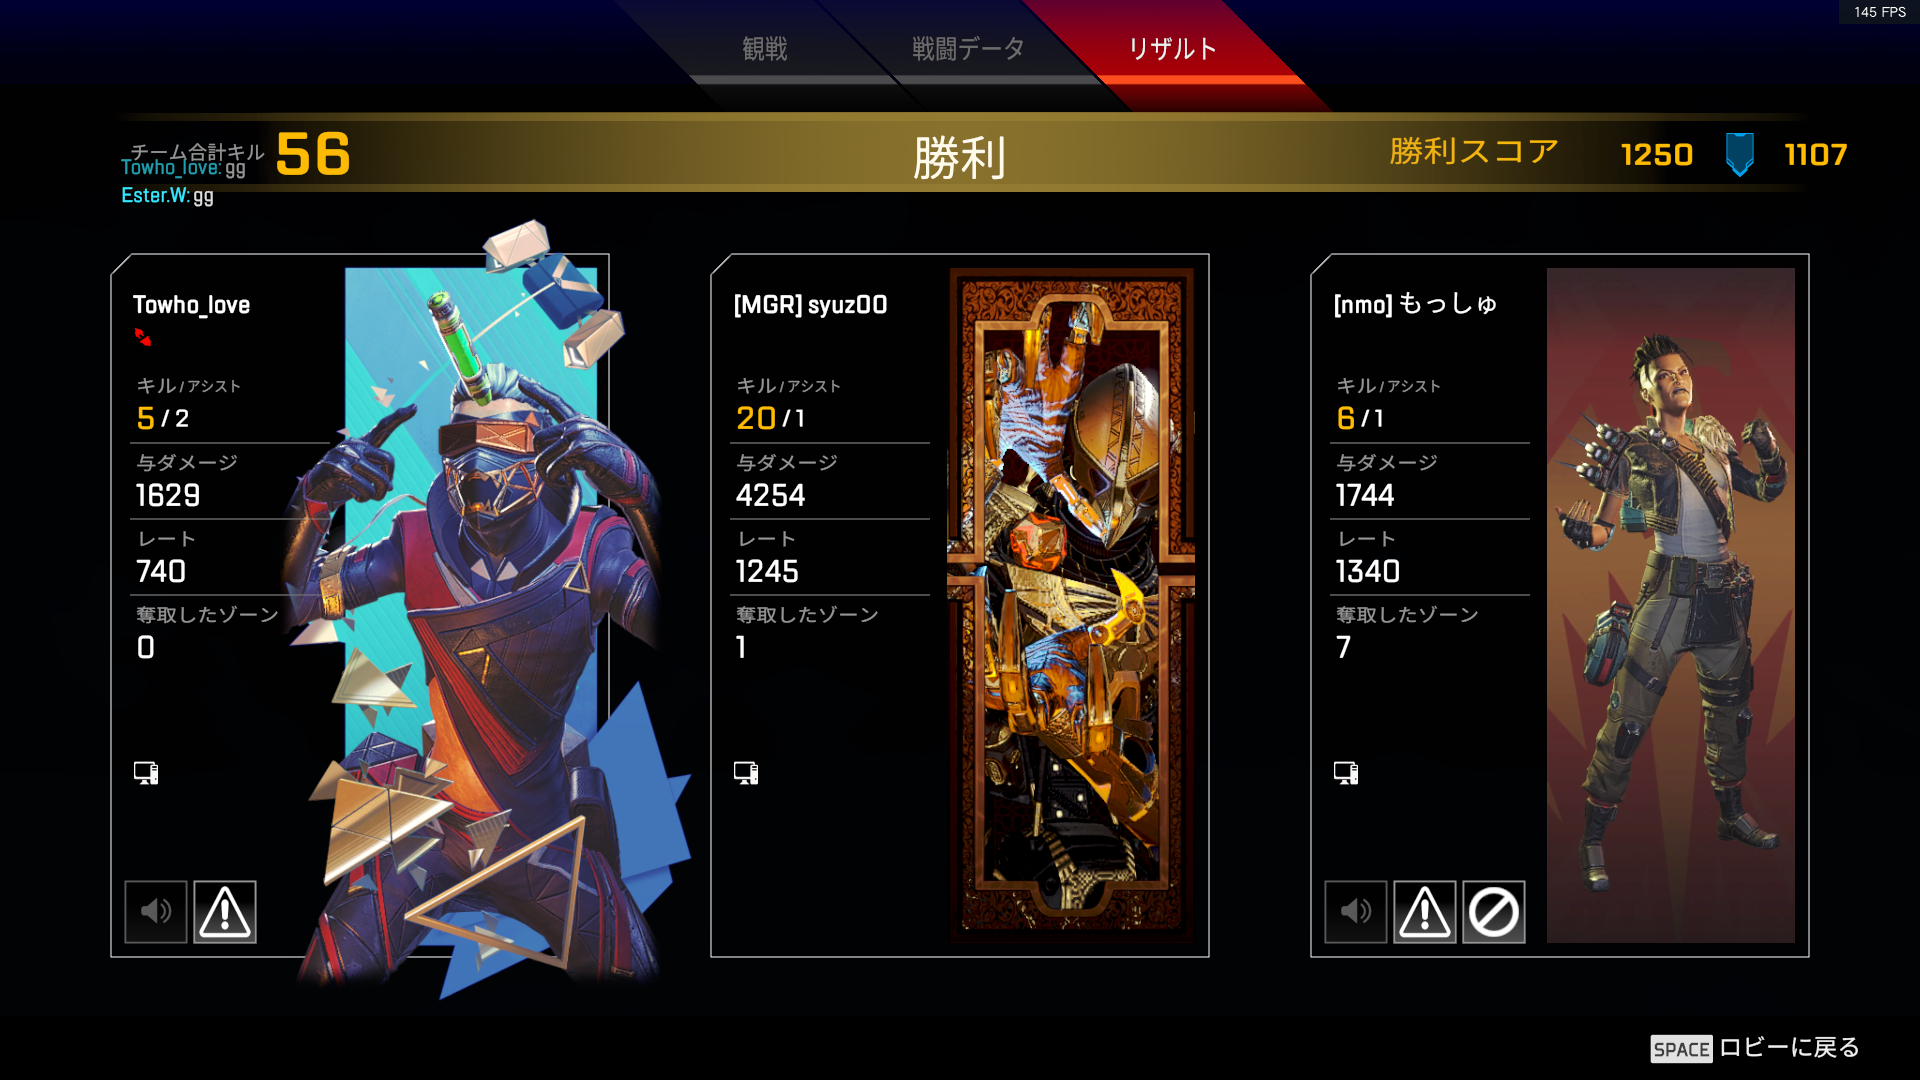 145 FPS
観戦
戦闘データ
リザルト
チーム合計キル 56
勝利
勝利スコア 1250 1107
Towho_love: gg
Ester.W: gg
Towho_love
キル/アシスト
5/2
与ダメージ
1629
レート
740
奪取したゾーン
0
[MGR] syuz00
キル/アシスト
20/1
与ダメージ
4254
レート
1245
奪取したゾーン
1
[nmo] もっしゅ
キル/アシスト
6/1
与ダメージ
1744
レート
1340
奪取したゾーン
7
SPACE ロビーに戻る